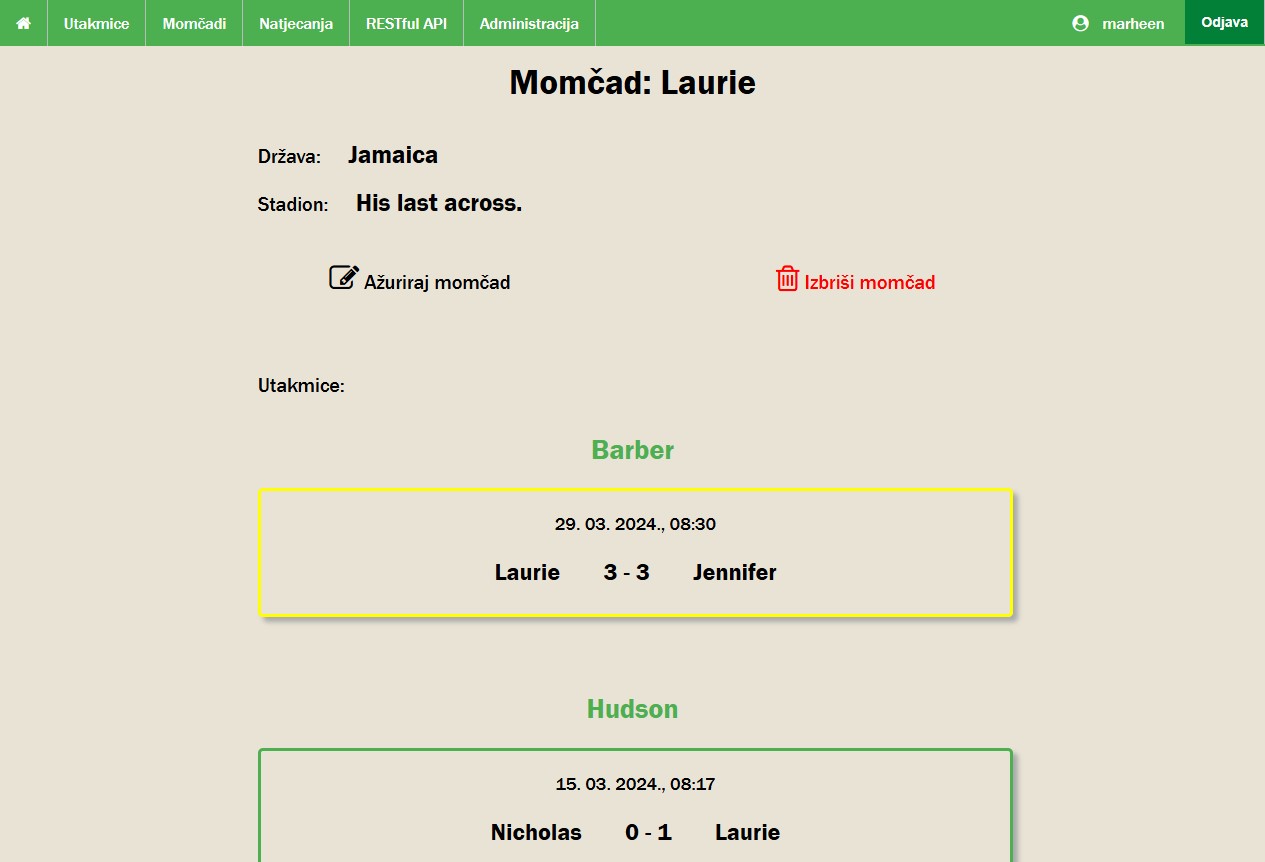 Utakmice Momčadi Natjecanja RESTful API Administracija marheen Odjava
Momčad: Laurie
Država: Jamaica
Stadion: His last across.
Ažuriraj momčad Izbriši momčad
Utakmice:
Barber
29. 03. 2024., 08:30
Laurie 3 - 3 Jennifer
Hudson
15. 03. 2024., 08:17
Nicholas 0 - 1 Laurie